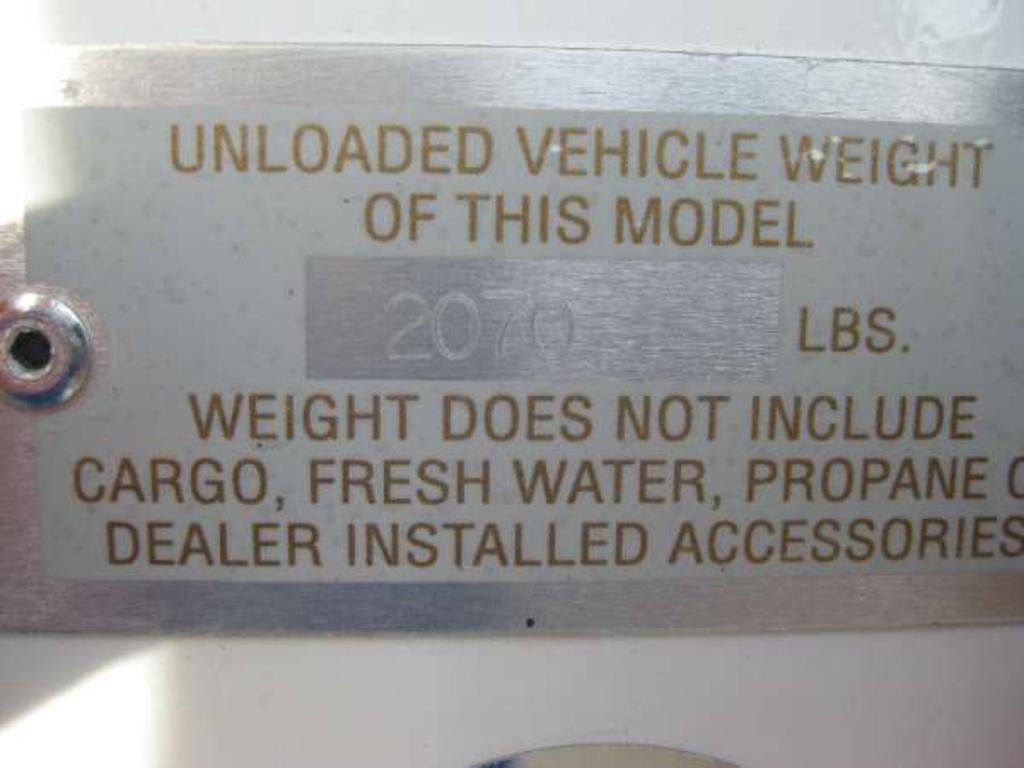 UNLOADED VEHICLE WEIGHT
OF THIS MODEL
2070 LBS.
WEIGHT DOES NOT INCLUDE
CARGO, FRESH WATER, PROPANE
DEALER INSTALLED ACCESSORIES